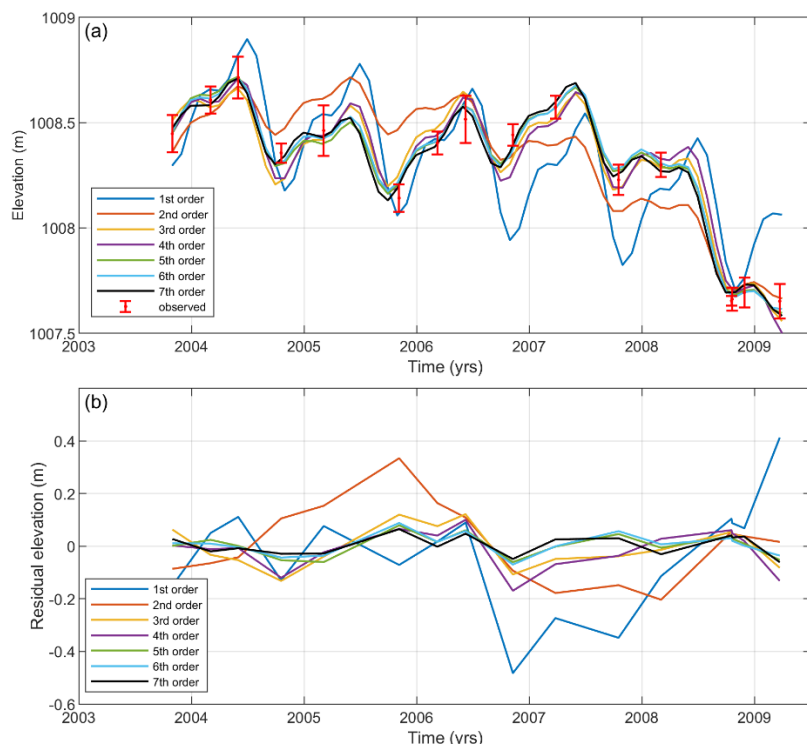 (a)
Elevation (m)
1009
1008.5
1008
1007.5
1st order
2nd order
3rd order
4th order
5th order
6th order
7th order
observed
2003 2004 2005 2006 2007 2008 2009
Time (yrs)
(b)
Residual elevation (m)
0.4
0.2
0
-0.2
-0.4
-0.6
1st order
2nd order
3rd order
4th order
5th order
6th order
7th order
2003 2004 2005 2006 2007 2008 2009
Time (yrs)